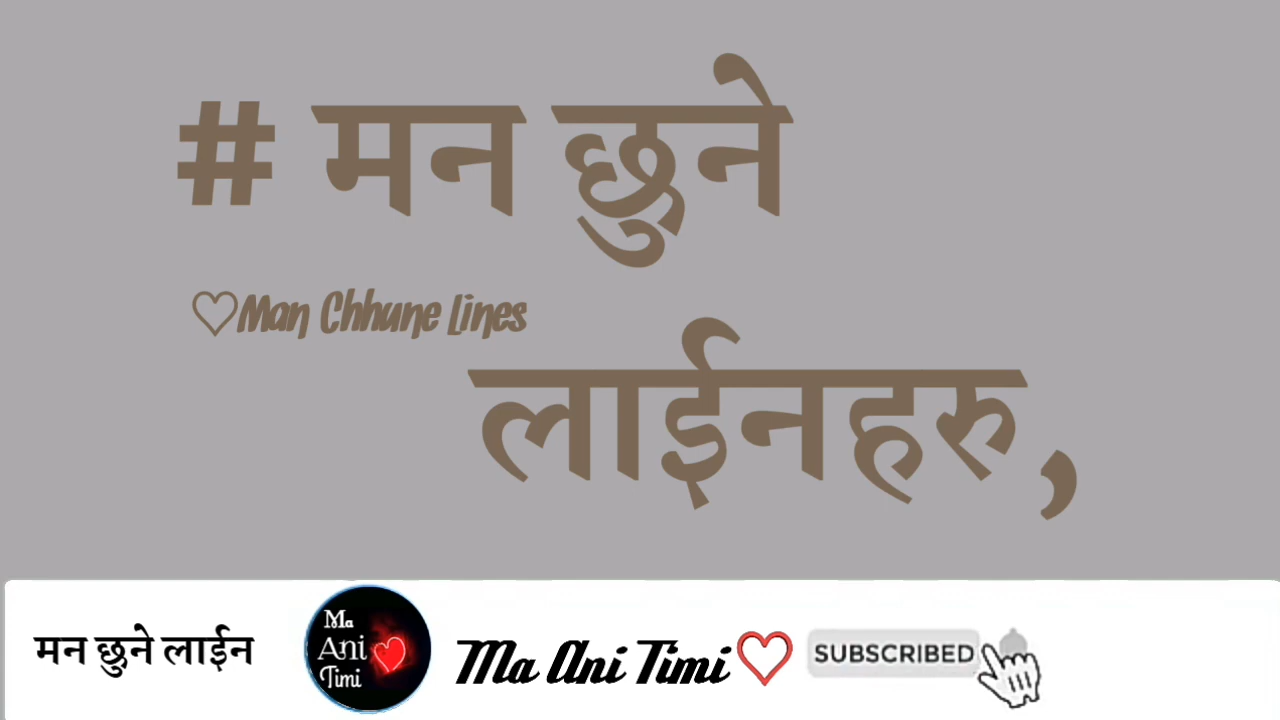 # मन छुने
♡Man Chhune Lines
लाईनहरु,
मन छुने लाईन
Ma
Ani
Timi
Ma Ani Timi♡
SUBSCRIBED